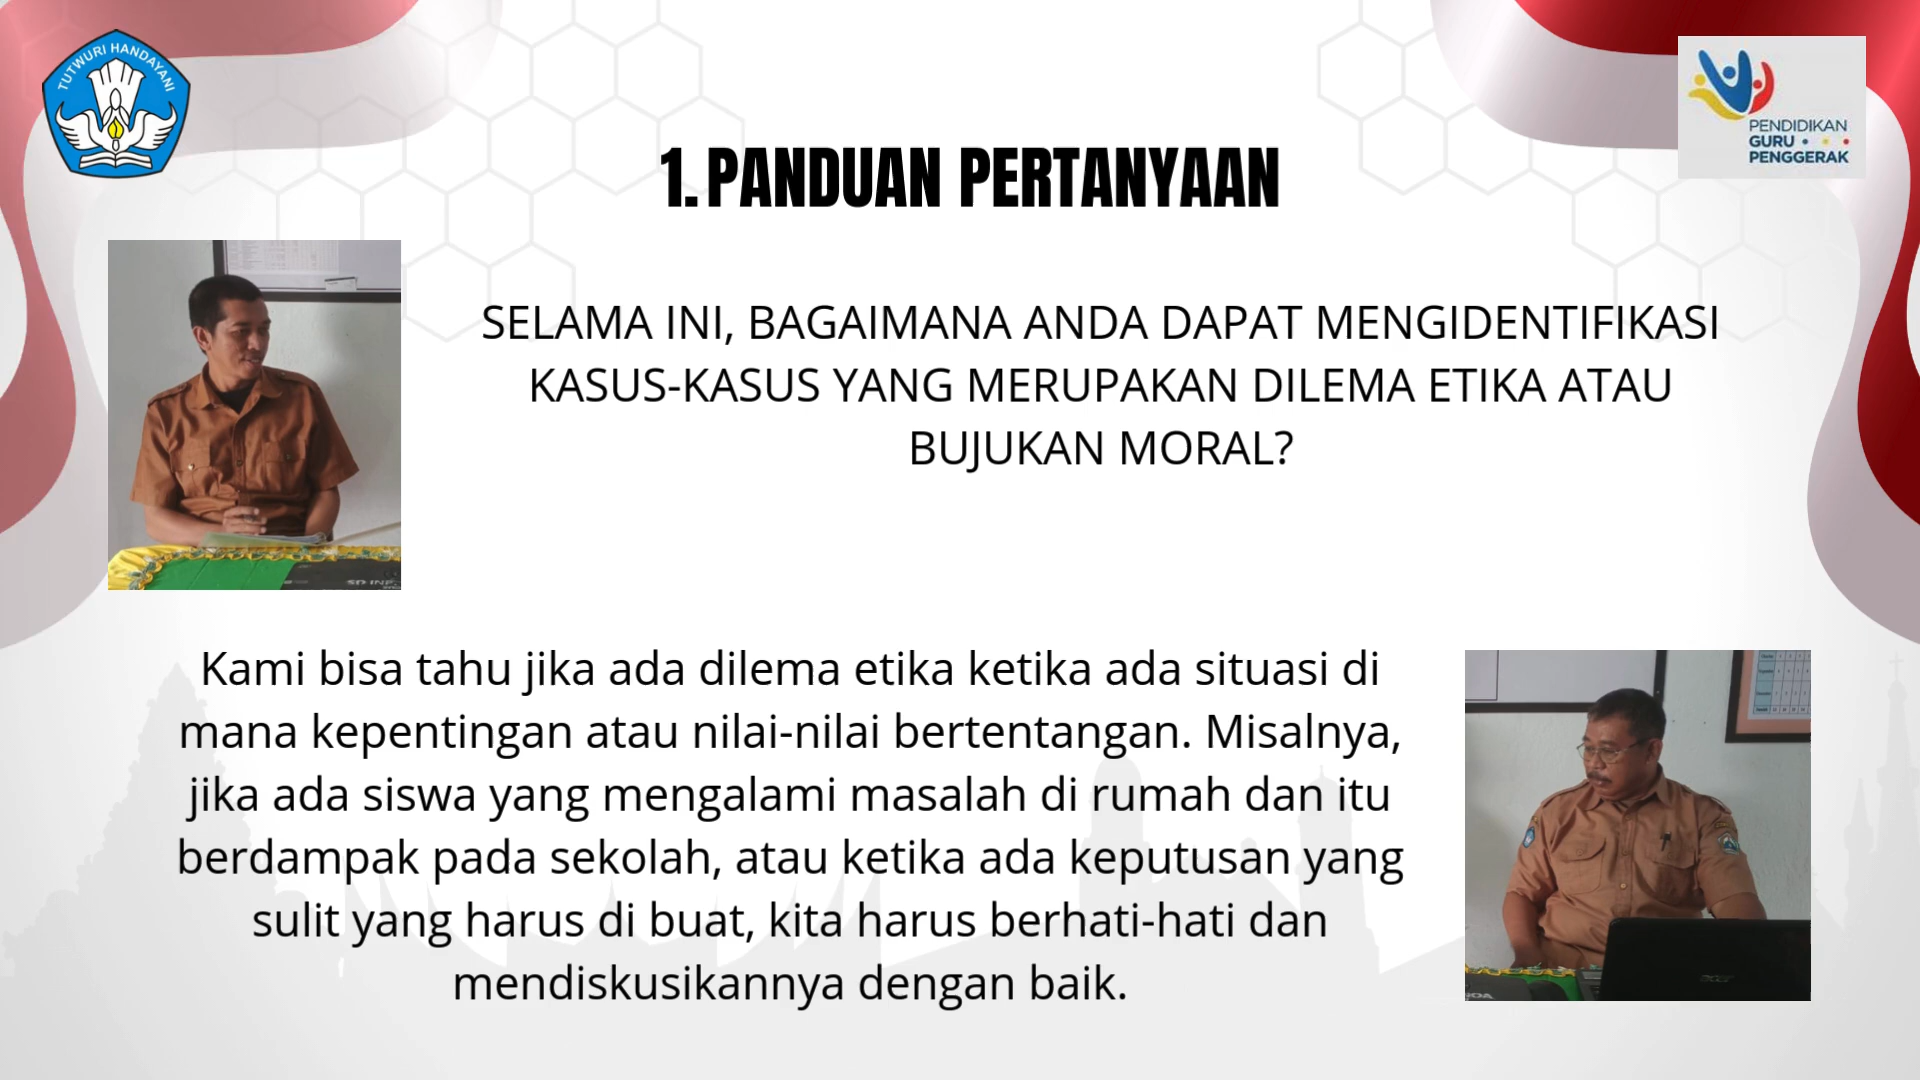 TUTWURI HANDAYANI
PENDIDIKAN
GURU
PENGGERAK
1. PANDUAN PERTANYAAN
SELAMA INI, BAGAIMANA ANDA DAPAT MENGIDENTIFIKASI
KASUS-KASUS YANG MERUPAKAN DILEMA ETIKA ATAU
BUJUKAN MORAL?
Kami bisa tahu jika ada dilema etika ketika ada situasi di
mana kepentingan atau nilai-nilai bertentangan. Misalnya,
jika ada siswa yang mengalami masalah di rumah dan itu
berdampak pada sekolah, atau ketika ada keputusan yang
sulit yang harus di buat, kita harus berhati-hati dan
mendiskusikannya dengan baik.
acer